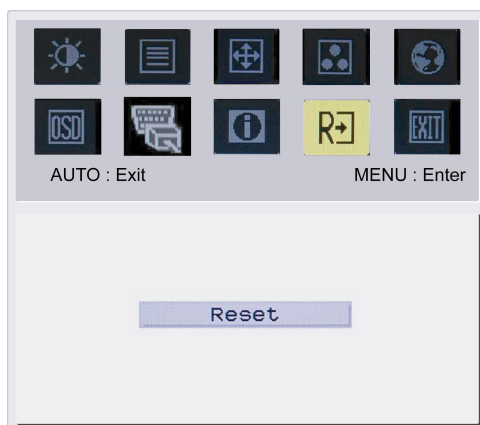 OSD
i
R
EXIT
AUTO : Exit
MENU : Enter
Reset